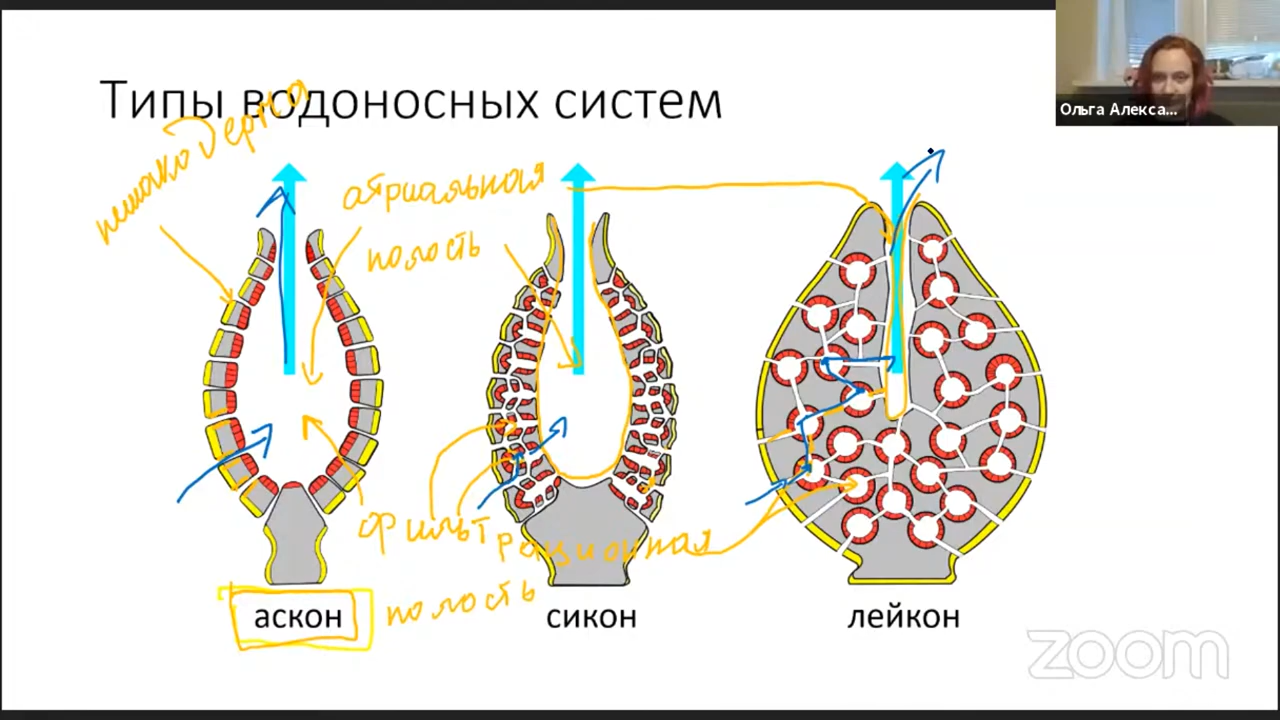 Типы водоносных систем
Ольга Алекса...
пинакодерма
атриальная
полость
фильтрационная
полость
аскон
сикон
лейкон
zoom